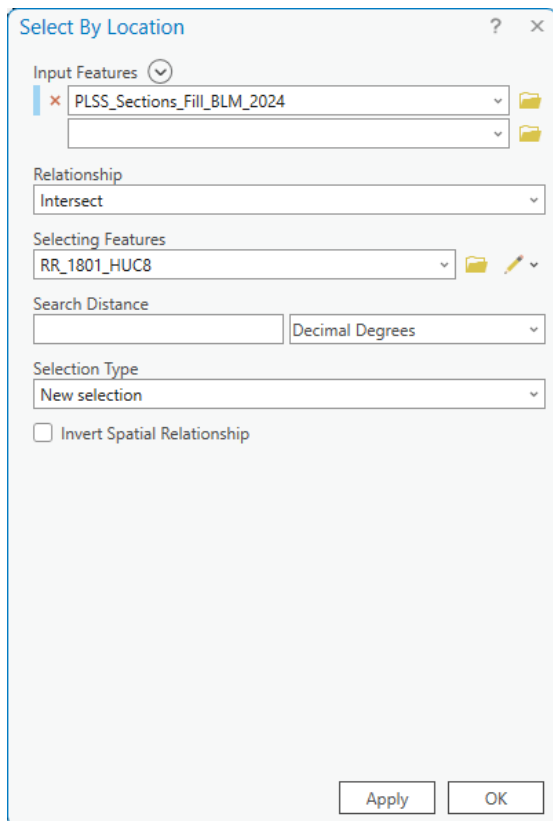 Select By Location ? ×
Input Features
PLSS_Sections_Fill_BLM_2024
Relationship
Intersect
Selecting Features
RR_1801_HUC8
Search Distance
Decimal Degrees
Selection Type
New selection
Invert Spatial Relationship
Apply OK